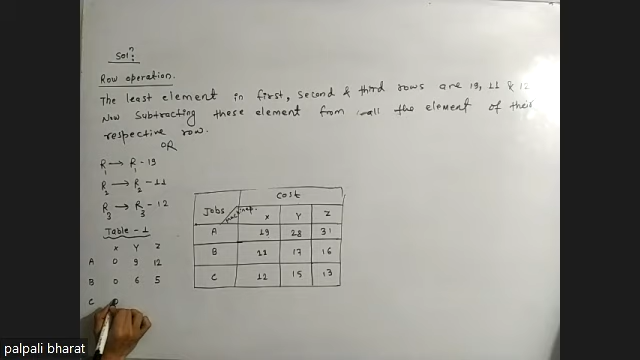 Solⁿ:
Row operation.
The least element in first, second & third rows are 19, 11 & 12
Now subtracting these element from all the element of their
respective row.
OR
R₁ → R₁ - 19
R₂ → R₂ - 11
R₃ → R₃ - 12
Table - 1
X Y Z
A 0 9 12
B 0 6 5
C 0
Jobs Machines Cost
X Y Z
A 19 28 31
B 11 17 16
C 12 15 13
palpali bharat